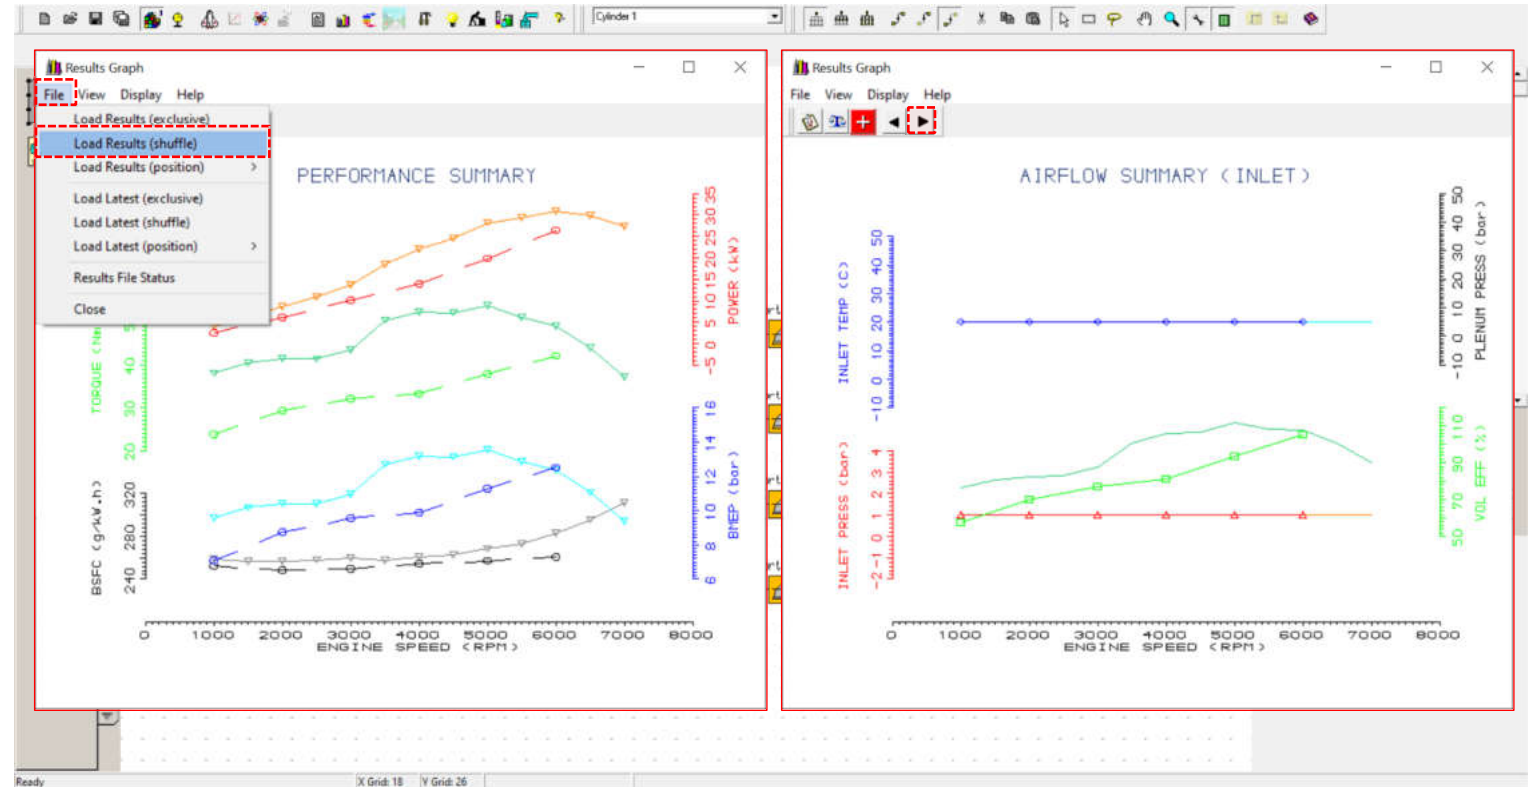 Cylinder 1
Results Graph
File View Display Help
Load Results (exclusive)
Load Results (shuffle)
Load Results (position)
Load Latest (exclusive)
Load Latest (shuffle)
Load Latest (position)
Results File Status
Close
PERFORMANCE SUMMARY
TORQUE
20 30 40
POWER (kW)
-5 0 5 10 15 20 25 30 35
BSFC (g/kW.h)
240 280 320
BMEP (bar)
6 8 10 12 14 16
0 1000 2000 3000 4000 5000 6000 7000 8000
ENGINE SPEED (RPM)
Results Graph
File View Display Help
AIRFLOW SUMMARY (INLET)
INLET TEMP (C)
-10 0 10 20 30 40 50
PLENUM PRESS (bar)
-10 0 10 20 30 40 50
INLET PRESS (bar)
-2 -1 0 1 2 3 4
VOL EFF (%)
50 70 90 110
0 1000 2000 3000 4000 5000 6000 7000 8000
ENGINE SPEED (RPM)
Ready
X Grid: 18 Y Grid: 26